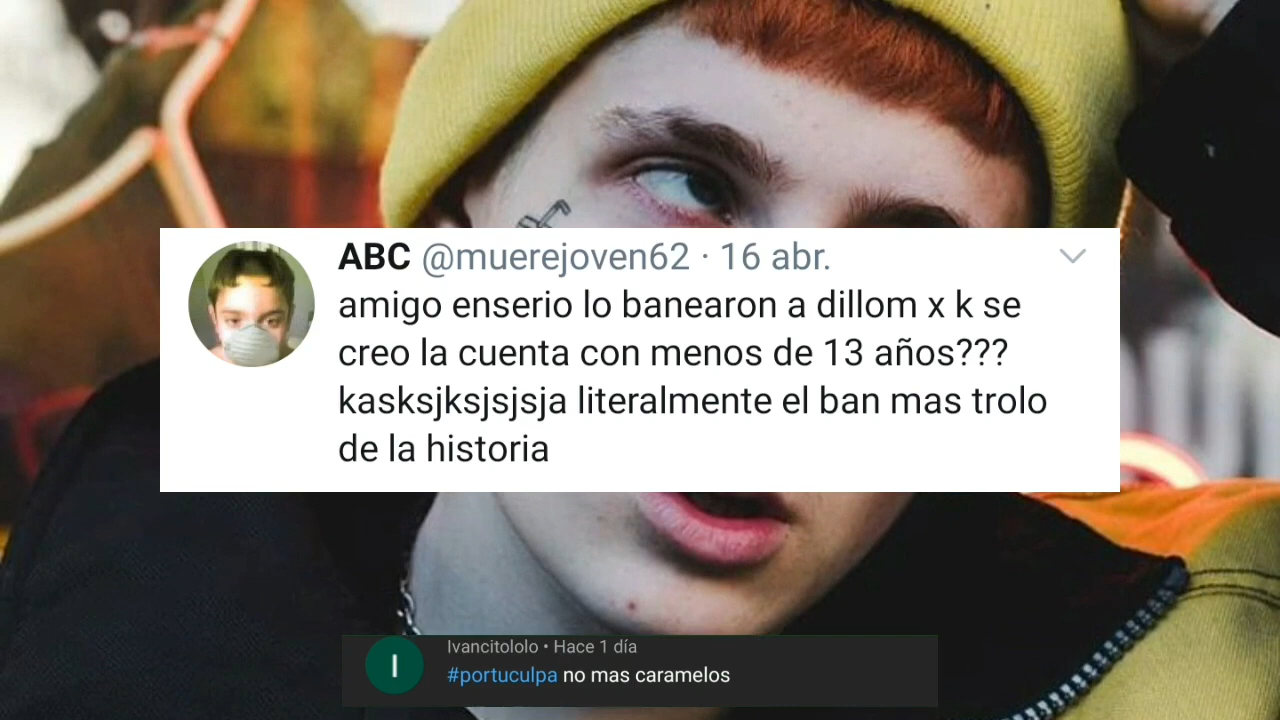 ABC @muerejoven62 · 16 abr.
amigo enserio lo banearon a dillom x k se
creo la cuenta con menos de 13 años???
kasksjksjsjsja literalmente el ban mas trolo
de la historia
I
Ivancitololo • Hace 1 día
#portuculpa no mas caramelos